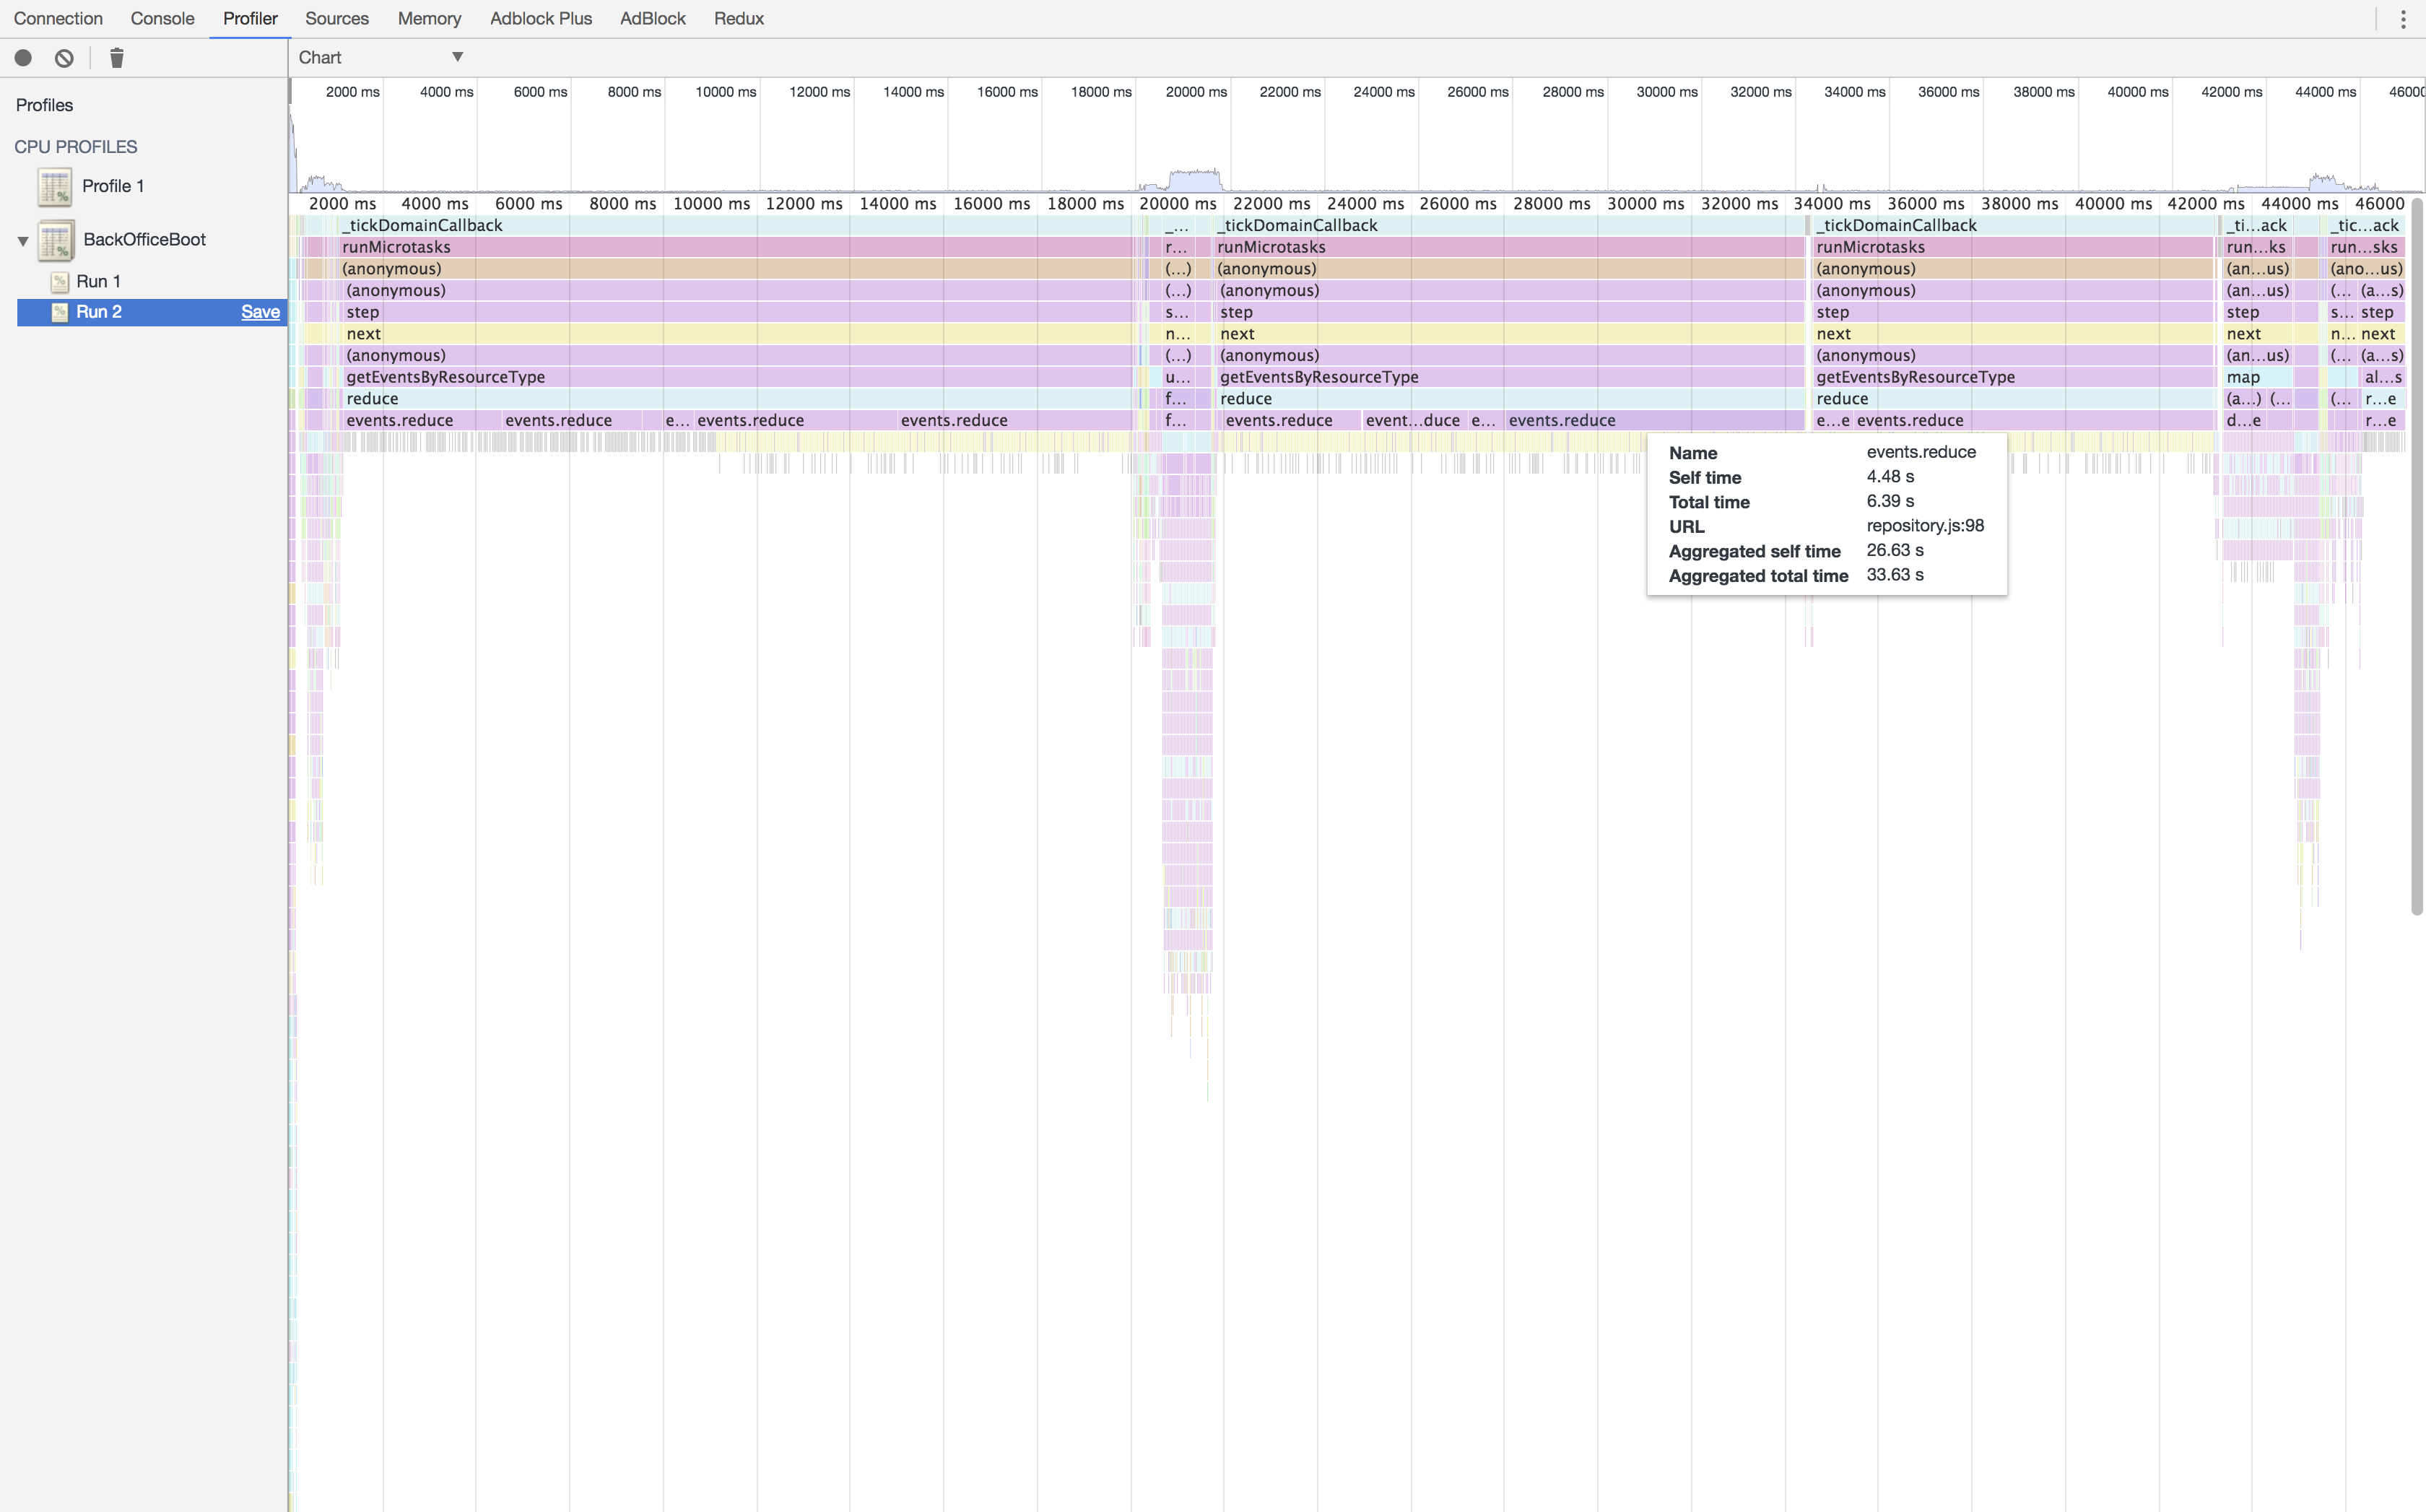 Connection Console Profiler Sources Memory Adblock Plus AdBlock Redux
Chart ▼
Profiles
CPU PROFILES
Profile 1
BackOfficeBoot
Run 1
Run 2 Save
2000 ms 4000 ms 6000 ms 8000 ms 10000 ms 12000 ms 14000 ms 16000 ms 18000 ms 20000 ms 22000 ms 24000 ms 26000 ms 28000 ms 30000 ms 32000 ms 34000 ms 36000 ms 38000 ms 40000 ms 42000 ms 44000 ms 4600
2000 ms 4000 ms 6000 ms 8000 ms 10000 ms 12000 ms 14000 ms 16000 ms 18000 ms 20000 ms 22000 ms 24000 ms 26000 ms 28000 ms 30000 ms 32000 ms 34000 ms 36000 ms 38000 ms 40000 ms 42000 ms 44000 ms 46000
_tickDomainCallback _... _tickDomainCallback _tickDomainCallback _ti...ack _tic...ack
runMicrotasks r... runMicrotasks runMicrotasks run...ks run...sks
(anonymous) (...) (anonymous) (anonymous) (an...us) (ano...us)
(anonymous) (...) (anonymous) (anonymous) (an...us) (... (a...s)
step s... step step step s... step
next n... next next next n... next
(anonymous) (...) (anonymous) (anonymous) (an...us) (... (a...s)
getEventsByResourceType u... getEventsByResourceType getEventsByResourceType map al...s
reduce f... reduce reduce (a...) (... (... r...e
events.reduce events.reduce e... events.reduce events.reduce f... events.reduce event...duce e... events.reduce e...e events.reduce d...e r...e
Name events.reduce
Self time 4.48 s
Total time 6.39 s
URL repository.js:98
Aggregated self time 26.63 s
Aggregated total time 33.63 s